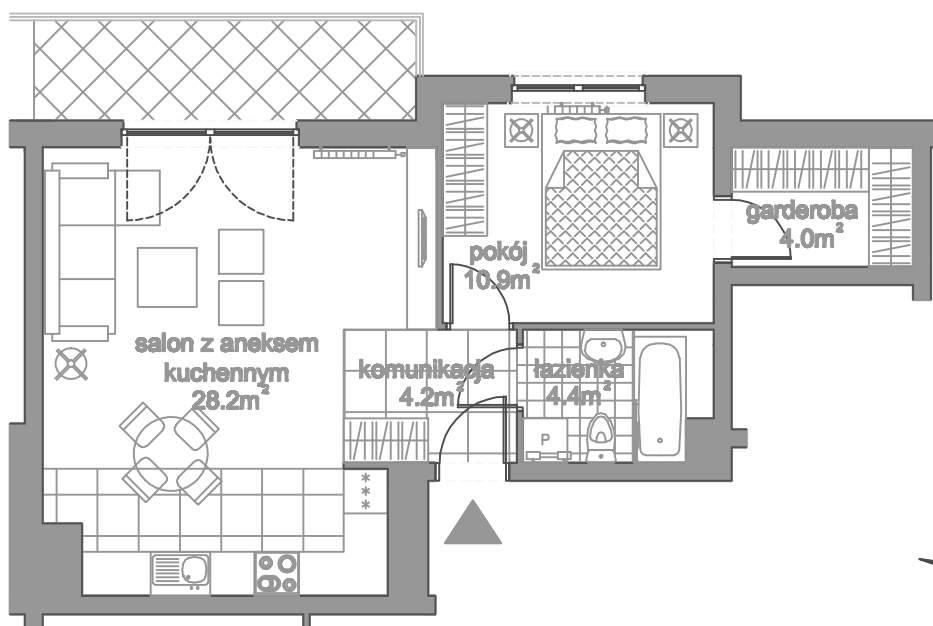 garderoba
4.0m²
pokój
10.9m²
salon z aneksem
kuchennym
28.2m²
komunikacja
4.2m²
łazienka
4.4m²
P